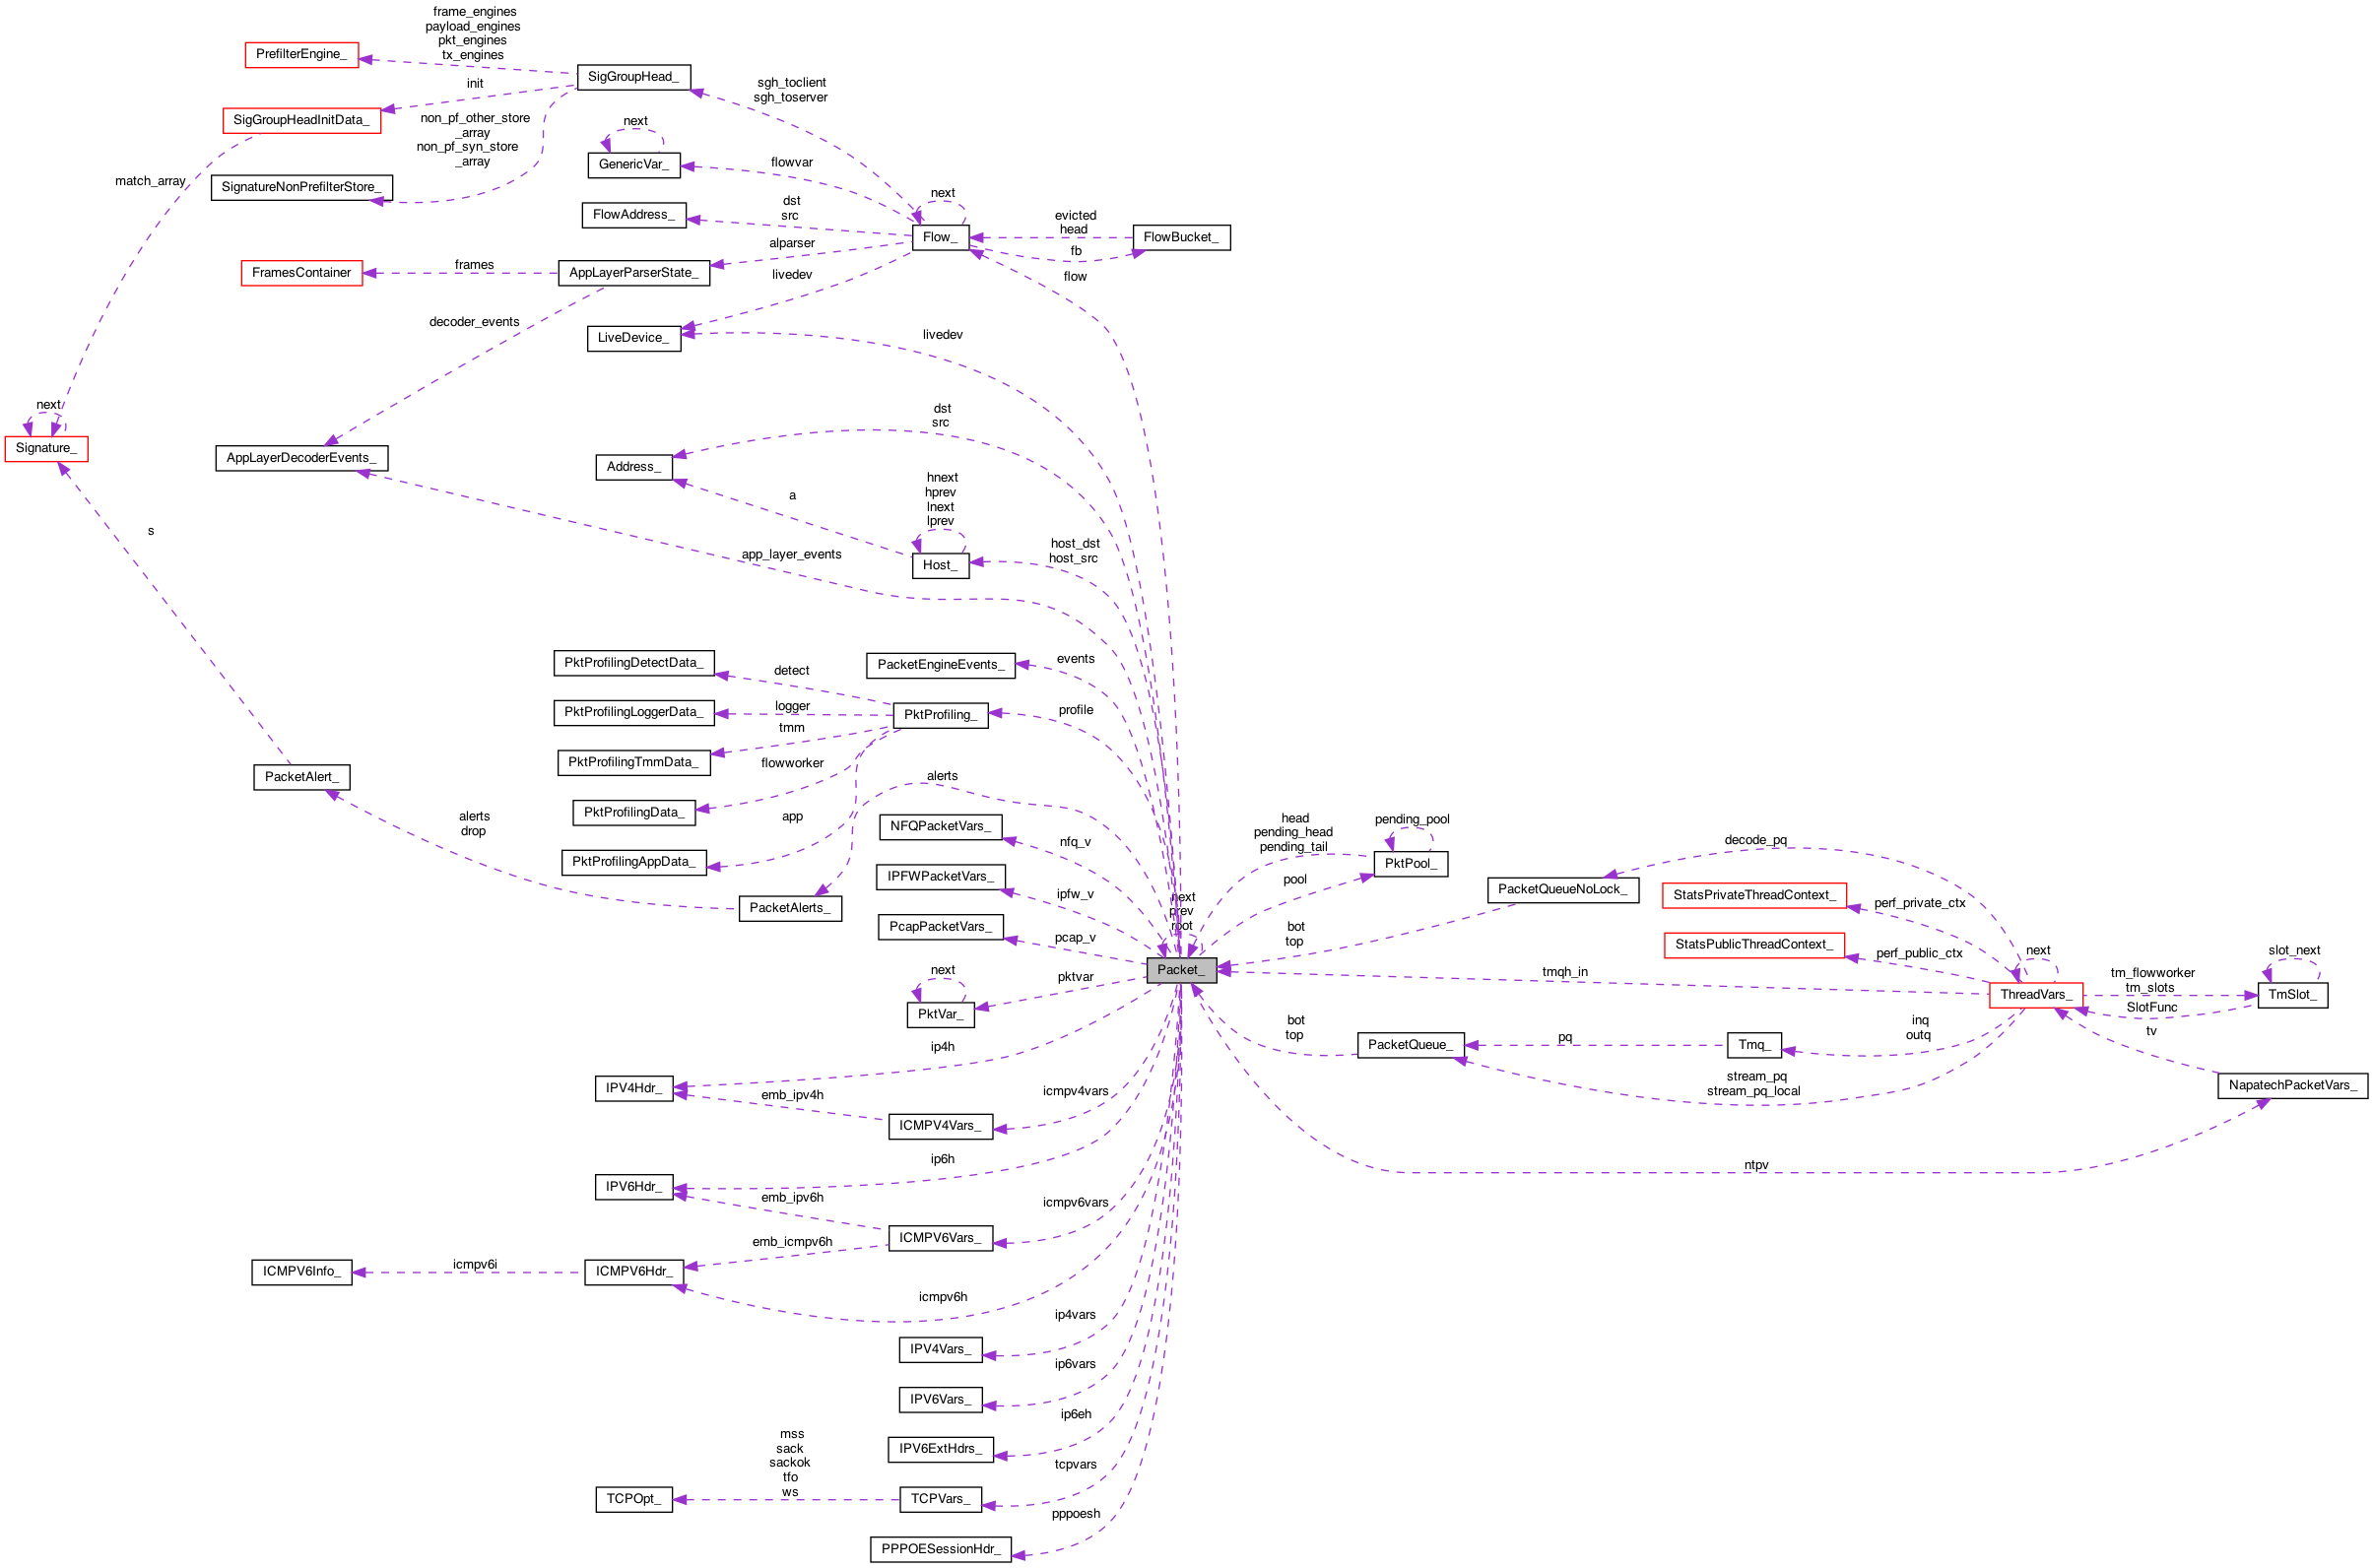 frame_engines
payload_engines
pkt_engines
tx_engines
PrefilterEngine_
SigGroupHead_
init
sgh_toclient
sgh_toserver
SigGroupHeadInitData_
non_pf_other_store
_array
non_pf_syn_store
_array
next
GenericVar_
flowvar
match_array
SignatureNonPrefilterStore_
FlowAddress_
dst
src
next
Flow_
evicted
head
FlowBucket_
fb
alparser
FramesContainer
frames
AppLayerParserState_
livedev
flow
decoder_events
LiveDevice_
livedev
next
Signature_
AppLayerDecoderEvents_
dst
src
Address_
a
hnext
hprev
lnext
lprev
Host_
host_dst
host_src
s
app_layer_events
PktProfilingDetectData_
detect
PacketEngineEvents_
events
PktProfilingLoggerData_
logger
PktProfiling_
profile
tmm
PktProfilingTmmData_
flowworker
PacketAlert_
alerts
PktProfilingData_
app
alerts
drop
NFQPacketVars_
nfq_v
head
pending_head
pending_tail
pending_pool
PktPool_
decode_pq
PktProfilingAppData_
IPFWPacketVars_
ipfw_v
pool
PacketQueueNoLock_
StatsPrivateThreadContext_
perf_private_ctx
PacketAlerts_
PcapPacketVars_
pcap_v
next
prev
root
Packet_
bot
top
StatsPublicThreadContext_
perf_public_ctx
next
ThreadVars_
tm_flowworker
tm_slots
SlotFunc
slot_next
TmSlot_
next
PktVar_
pktvar
tmqh_in
ip4h
bot
top
PacketQueue_
pq
Tmq_
inq
outq
tv
IPV4Hdr_
emb_ipv4h
icmpv4vars
stream_pq
stream_pq_local
NapatechPacketVars_
ICMPV4Vars_
ip6h
ntpv
IPV6Hdr_
emb_ipv6h
icmpv6vars
ICMPV6Vars_
emb_icmpv6h
ICMPV6Info_
icmpv6i
ICMPV6Hdr_
icmpv6h
ip4vars
IPV4Vars_
ip6vars
IPV6Vars_
ip6eh
IPV6ExtHdrs_
mss
sack
sackok
tfo
ws
tcpvars
TCPOpt_
TCPVars_
pppoesh
PPPOESessionHdr_